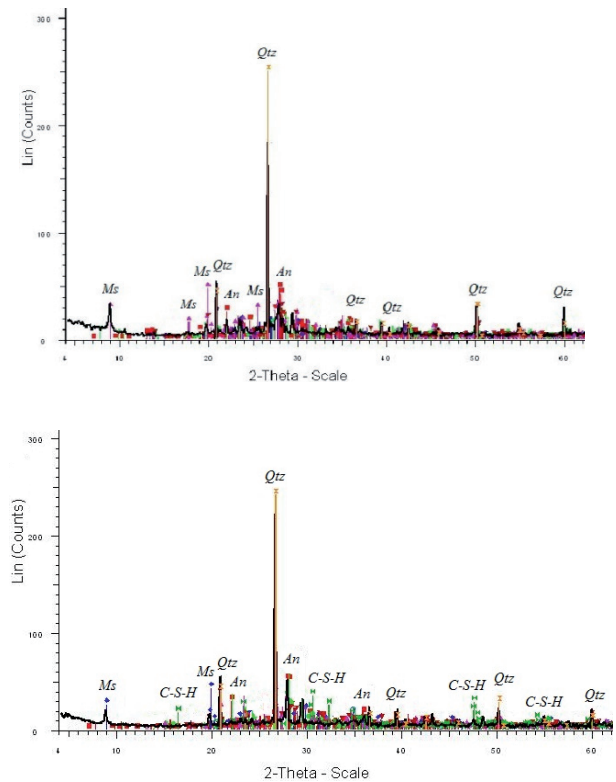 300
Qtz
200
Lin (Counts)
100
Ms
Ms
Ms
Qtz
An
Ms
An
Qtz
Qtz
Qtz
Qtz
0
4 10 20 30 40 50 60
2-Theta - Scale
300
Qtz
200
Lin (Counts)
100
Ms
C-S-H
Ms
Qtz
An
An
C-S-H
An
Qtz
C-S-H
Qtz
C-S-H
Qtz
0
4 10 20 30 40 50 60
2-Theta - Scale